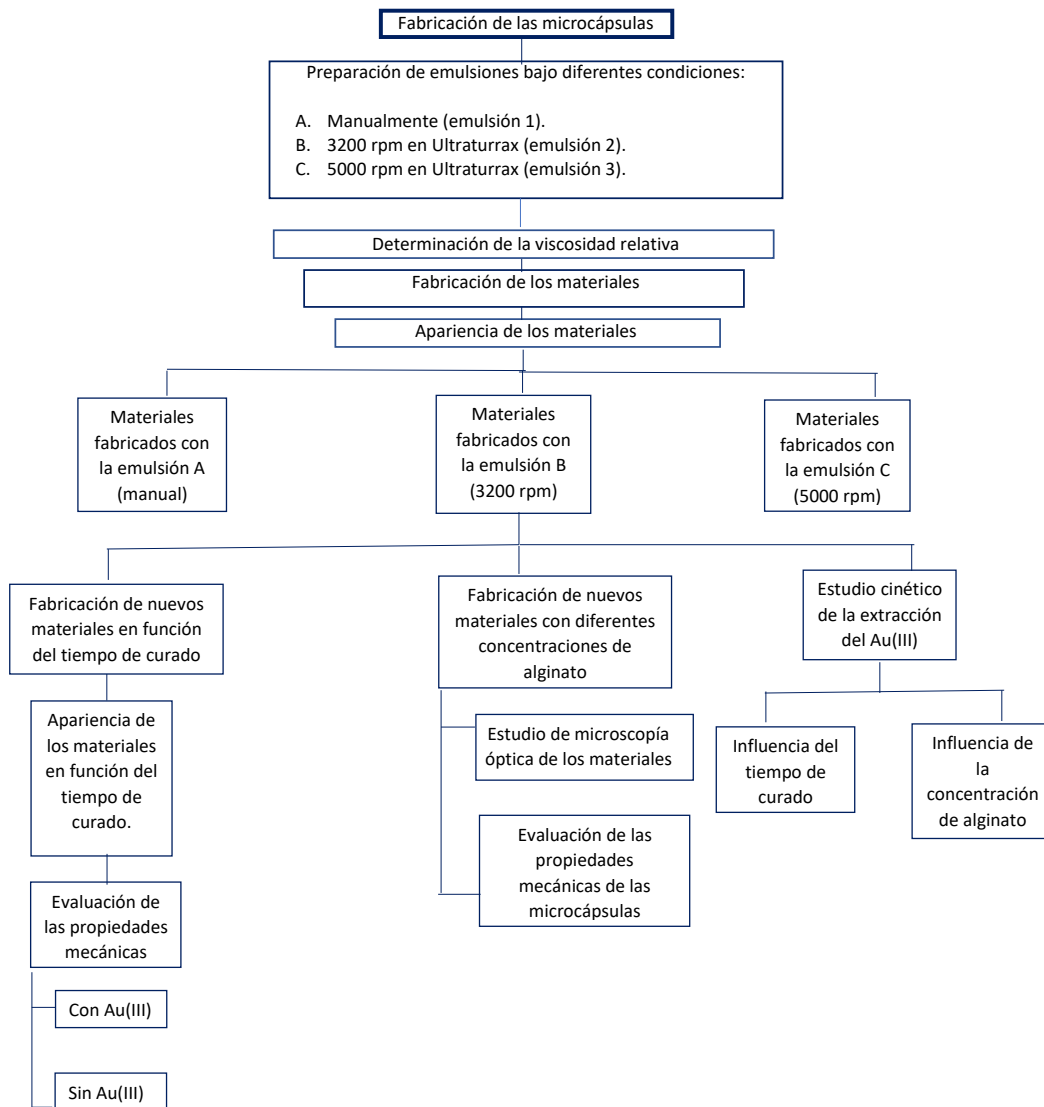 Fabricación de las microcápsulas
Preparación de emulsiones bajo diferentes condiciones:
A. Manualmente (emulsión 1).
B. 3200 rpm en Ultraturrax (emulsión 2).
C. 5000 rpm en Ultraturrax (emulsión 3).
Determinación de la viscosidad relativa
Fabricación de los materiales
Apariencia de los materiales
Materiales
fabricados con
la emulsión A
(manual)
Materiales
fabricados con
la emulsión B
(3200 rpm)
Materiales
fabricados con
la emulsión C
(5000 rpm)
Fabricación de nuevos
materiales en función
del tiempo de curado
Apariencia de
los materiales
en función del
tiempo de
curado.
Evaluación de
las propiedades
mecánicas
Con Au(III)
Sin Au(III)
Fabricación de nuevos
materiales con diferentes
concentraciones de
alginato
Estudio de microscopía
óptica de los materiales
Evaluación de las
propiedades
mecánicas de las
microcápsulas
Estudio cinético
de la extracción
del Au(III)
Influencia del
tiempo de
curado
Influencia de
la
concentración
de alginato